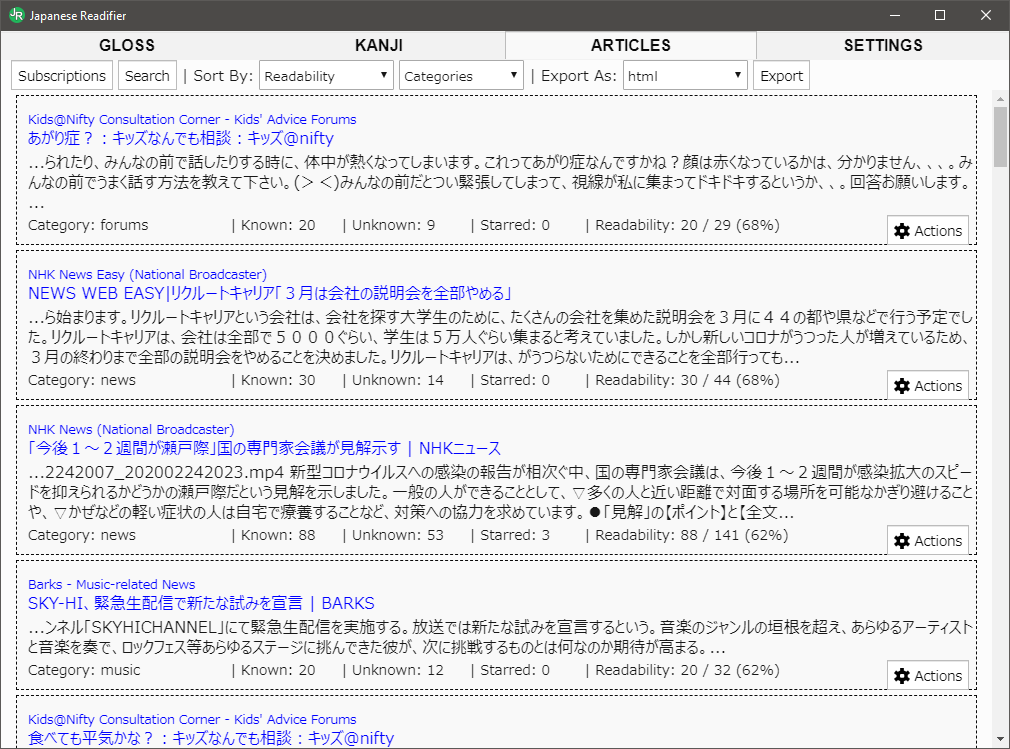 JR Japanese Readifier
GLOSS KANJI ARTICLES SETTINGS
Subscriptions Search | Sort By: Readability Categories | Export As: html Export
Kids@Nifty Consultation Corner - Kids' Advice Forums
あがり症？：キッズなんでも相談：キッズ@nifty
...られたり、みんなの前で話したりする時に、体中が熱くなってしまいます。これってあがり症なんですかね？顔は赤くなっているかは、分かりません、、、。み
んなの前でうまく話す方法を教えて下さい。(＞ ＜)みんなの前だとつい緊張してしまって、視線が私に集まってドキドキするというか、、。回答お願いします。
...
Category: forums | Known: 20 | Unknown: 9 | Starred: 0 | Readability: 20 / 29 (68%) Actions
NHK News Easy (National Broadcaster)
NEWS WEB EASY|リクルートキャリア「３月は会社の説明会を全部やめる」
...ら始まります。リクルートキャリアという会社は、会社を探す大学生のために、たくさんの会社を集めた説明会を３月に４４の都や県などで行う予定でし
た。リクルートキャリアは、会社は全部で５０００ぐらい、学生は５万人ぐらい集まると考えていました。しかし新しいコロナがうつった人が増えているため、
３月の終わりまで全部の説明会をやめることを決めました。リクルートキャリアは、がうつらないためにできることを全部行っても...
Category: news | Known: 30 | Unknown: 14 | Starred: 0 | Readability: 30 / 44 (68%) Actions
NHK News (National Broadcaster)
「今後１～２週間が瀬戸際」国の専門家会議が見解示す | NHKニュース
...2242007_202002242023.mp4 新型コロナウイルスへの感染の報告が相次ぐ中、国の専門家会議は、今後１～２週間が感染拡大のスピー
ドを抑えられるかどうかの瀬戸際だという見解を示しました。一般の人ができることとして、▽多くの人と近い距離で対面する場所を可能なかぎり避けること
や、▽かぜなどの軽い症状の人は自宅で療養することなど、対策への協力を求めています。●「見解」の【ポイント】と【全文...
Category: news | Known: 88 | Unknown: 53 | Starred: 3 | Readability: 88 / 141 (62%) Actions
Barks - Music-related News
SKY-HI、緊急生配信で新たな試みを宣言 | BARKS
...ンネル「SKYHICHANNEL」にて緊急生配信を実施する。放送では新たな試みを宣言するという。音楽のジャンルの垣根を超え、あらゆるアーティスト
と音楽を奏で、ロックフェス等あらゆるステージに挑んできた彼が、次に挑戦するものとは何なのか期待が高まる。...
Category: music | Known: 20 | Unknown: 12 | Starred: 0 | Readability: 20 / 32 (62%) Actions
Kids@Nifty Consultation Corner - Kids' Advice Forums
食べても平気かな？：キッズなんでも相談：キッズ@nifty